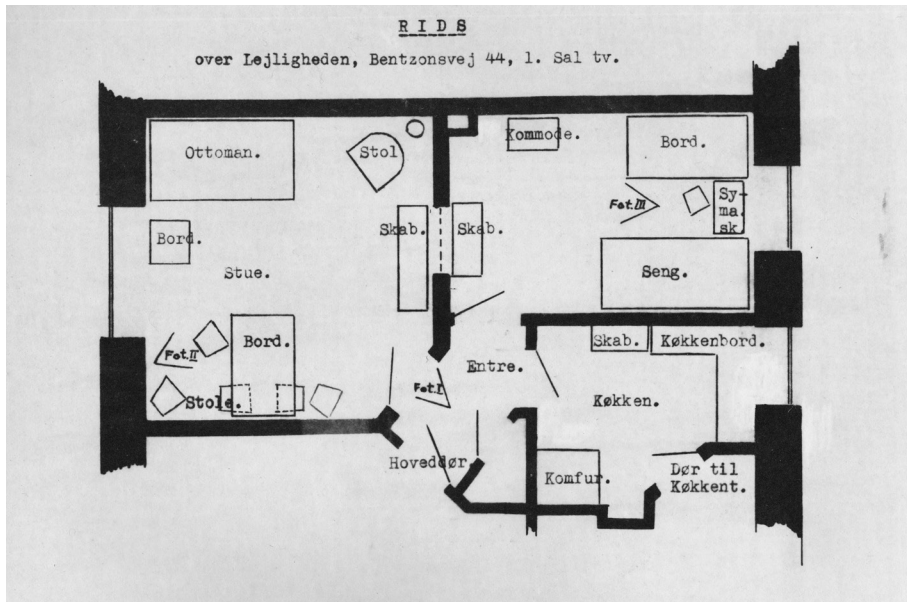 RIDS
over Lejligheden, Bentzonsvej 44, 1. Sal tv.
Ottoman.
Stol
Kommode.
Bord.
Fot. III
Sy-
ma.
sk.
Bord.
Skab.
Skab.
Stue.
Seng.
Bord.
Fot. II
Skab.
Køkkenbord.
Entre.
Fot. I
Stole.
Køkken.
Hoveddør.
Komfur.
Dør til
Køkkent.